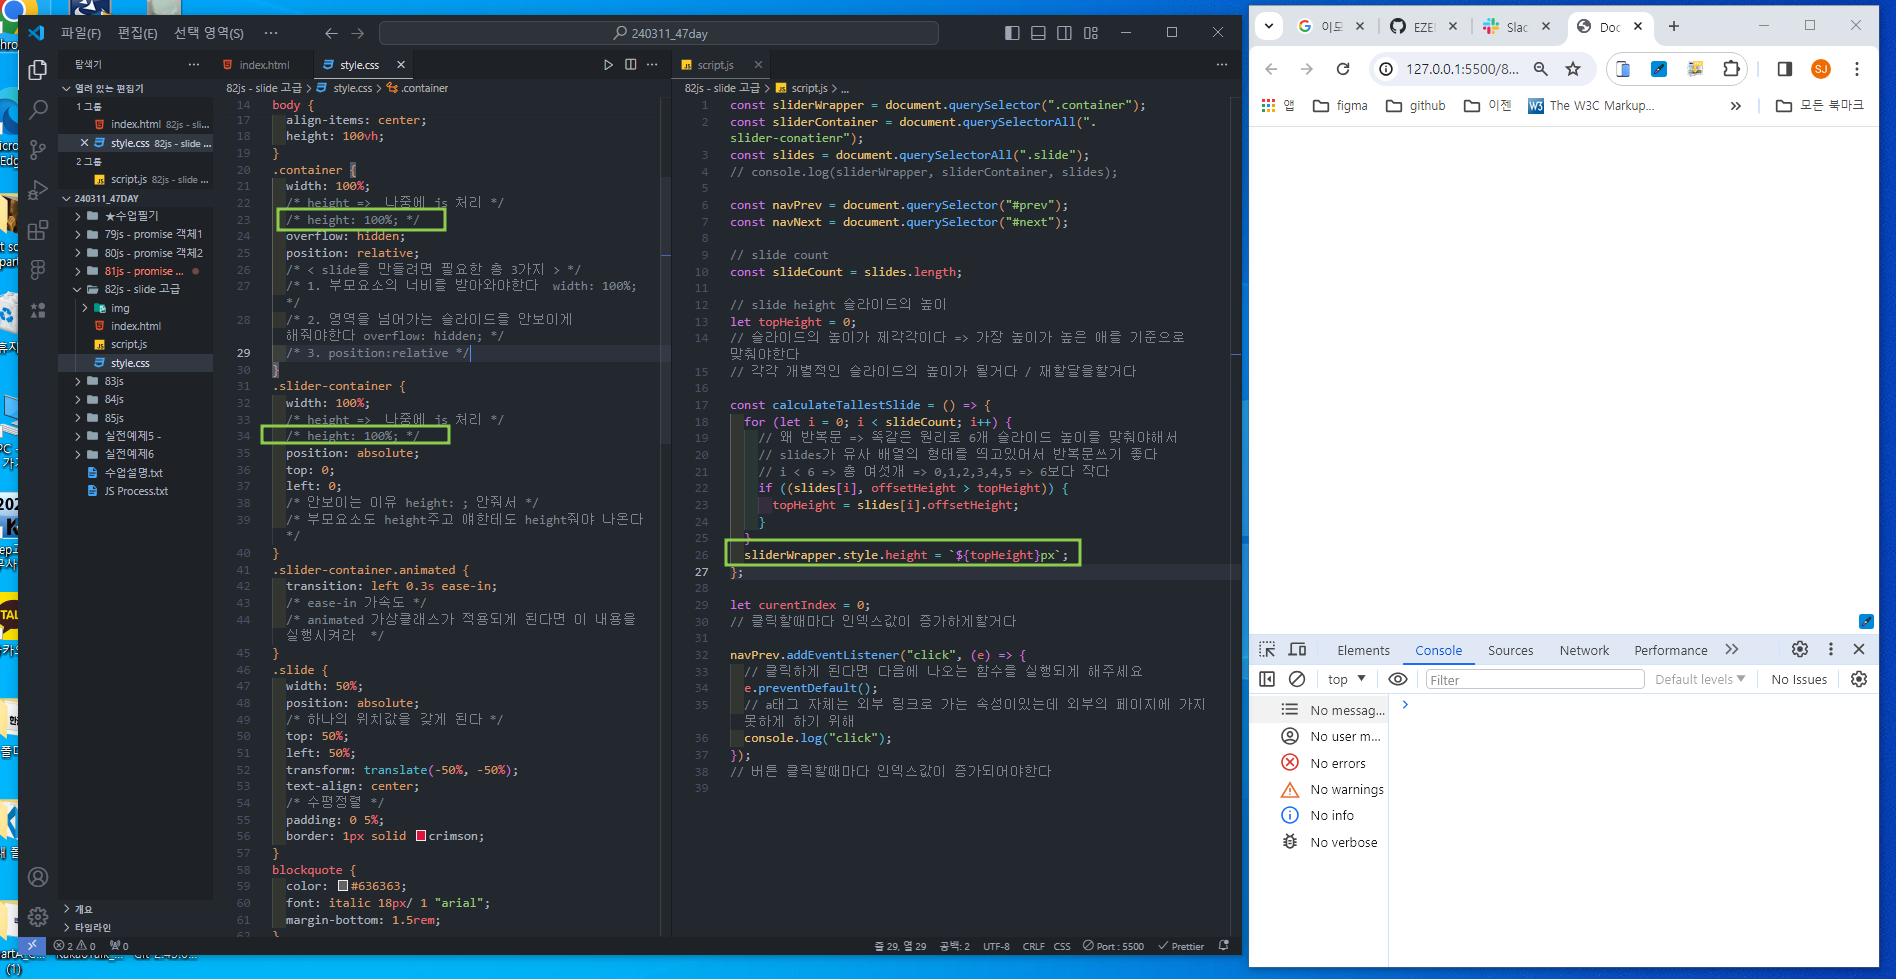 파일(F) 편집(E) 선택 영역(S) ···
240311_47day
탐색기
열려 있는 편집기
1 그룹
index.html 82js - sli...
style.css 82js - slide ...
2 그룹
script.js 82js - slide ...
240311_47DAY
★수업필기
79js - promise 객체1
80js - promise 객체2
81js - promise ...
82js - slide 고급
img
index.html
script.js
style.css
83js
84js
85js
실전예제5 -
실전예제6
수업설명.txt
JS Process.txt
개요
타임라인
index.html
style.css
82js - slide 고급 > style.css > .container
14 body {
17 align-items: center;
18 height: 100vh;
19 }
20 .container {
21 width: 100%;
22 /* height => 나중에 js 처리 */
23 /* height: 100%; */
24 overflow: hidden;
25 position: relative;
26 /* < slide을 만들려면 필요한 총 3가지 > */
27 /* 1. 부모요소의 너비를 받아와야한다 width: 100%;
*/
28 /* 2. 영역을 넘어가는 슬라이드를 안보이게
해줘야한다 overflow: hidden; */
29 /* 3. position:relative */
30 }
31 .slider-container {
32 width: 100%;
33 /* height => 나중에 js 처리 */
34 /* height: 100%; */
35 position: absolute;
36 top: 0;
37 left: 0;
38 /* 안보이는 이유 height: ; 안줘서 */
39 /* 부모요소도 height주고 얘한테도 height줘야 나온다
*/
40 }
41 .slider-container.animated {
42 transition: left 0.3s ease-in;
43 /* ease-in 가속도 */
44 /* animated 가상클래스가 적용되게 된다면 이 내용을
실행시켜라 */
45 }
46 .slide {
47 width: 50%;
48 position: absolute;
49 /* 하나의 위치값을 갖게 된다 */
50 top: 50%;
51 left: 50%;
52 transform: translate(-50%, -50%);
53 text-align: center;
54 /* 수평정렬 */
55 padding: 0 5%;
56 border: 1px solid crimson;
57 }
58 blockquote {
59 color: #636363;
60 font: italic 18px/ 1 "arial";
61 margin-bottom: 1.5rem;
62 }
script.js
82js - slide 고급 > script.js > ...
1 const sliderWrapper = document.querySelector(".container");
2 const sliderContainer = document.querySelectorAll(".
slider-conatienr");
3 const slides = document.querySelectorAll(".slide");
4 // console.log(sliderWrapper, sliderContainer, slides);
5
6 const navPrev = document.querySelector("#prev");
7 const navNext = document.querySelector("#next");
8
9 // slide count
10 const slideCount = slides.length;
11
12 // slide height 슬라이드의 높이
13 let topHeight = 0;
14 // 슬라이드의 높이가 제각각이다 => 가장 높이가 높은 애를 기준으로
맞춰야한다
15 // 각각 개별적인 슬라이드의 높이가 될거다 / 재할달을할거다
16
17 const calculateTallestSlide = () => {
18 for (let i = 0; i < slideCount; i++) {
19 // 왜 반복문 => 똑같은 원리로 6개 슬라이드 높이를 맞춰야해서
20 // slides가 유사 배열의 형태를 띄고있어서 반복문쓰기 좋다
21 // i < 6 => 총 여섯개 => 0,1,2,3,4,5 => 6보다 작다
22 if ((slides[i], offsetHeight > topHeight)) {
23 topHeight = slides[i].offsetHeight;
24 }
25 }
26 sliderWrapper.style.height = `${topHeight}px`;
27 };
28
29 let curentIndex = 0;
30 // 클릭할때마다 인덱스값이 증가하게할거다
31
32 navPrev.addEventListener("click", (e) => {
33 // 클릭하게 된다면 다음에 나오는 함수를 실행되게 해주세요
34 e.preventDefault();
35 // a태그 자체는 외부 링크로 가는 속성이있는데 외부의 페이지에 가지
못하게 하기 위해
36 console.log("click");
37 });
38 // 버튼 클릭할때마다 인덱스값이 증가되어야한다
39
2 0 0
줄 29, 열 29 공백: 2 UTF-8 CRLF CSS Port : 5500 Prettier
이모 EZE Slac Doc
127.0.0.1:5500/8... SJ
앱 figma github 이젠 The W3C Markup... » 모든 북마크
Elements Console Sources Network Performance »
top Filter Default levels No Issues
No messag...
No user m...
No errors
No warnings
No info
No verbose